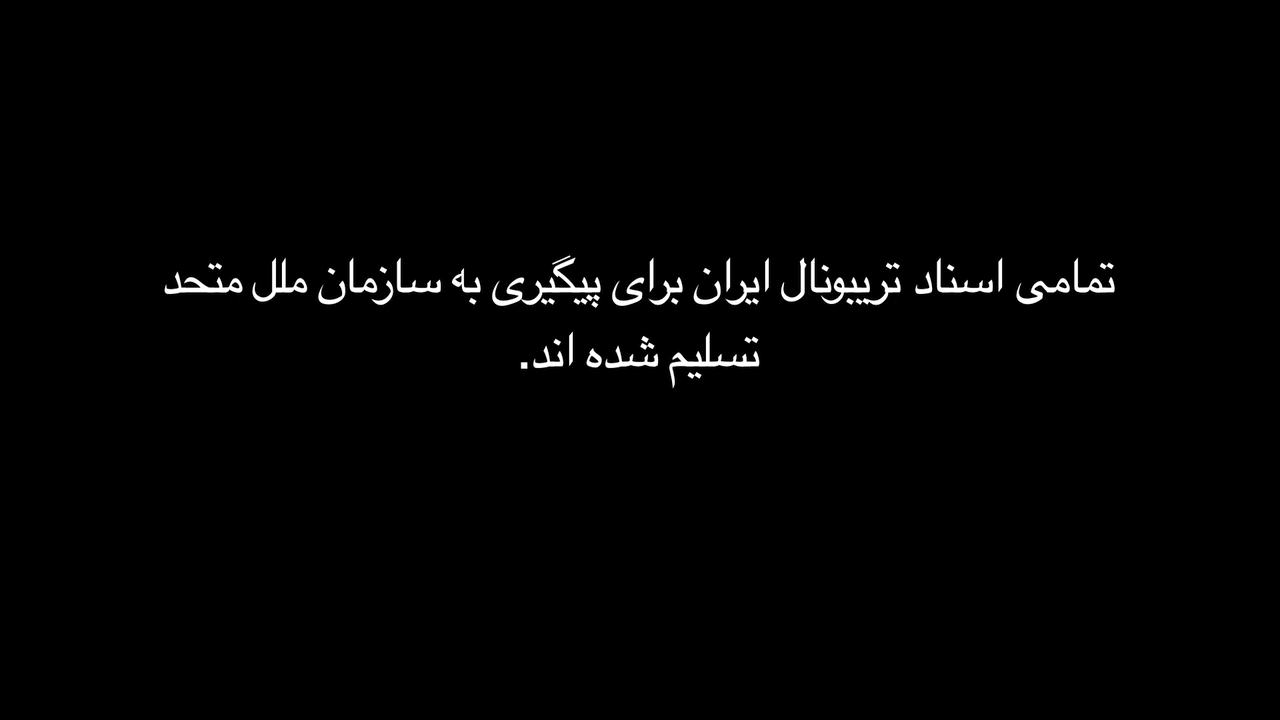 تمامی اسناد تریبونال ایران برای پیگیری به سازمان ملل متحد
تسلیم شده اند.